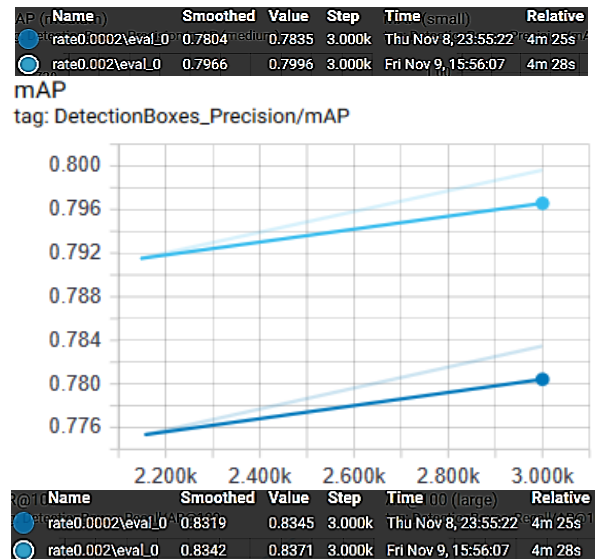 Name Smoothed Value Step Time Relative
rate0.0002\eval_0 0.7804 0.7835 3.000k Thu Nov 8, 23:55:22 4m 25s
rate0.002\eval_0 0.7966 0.7996 3.000k Fri Nov 9, 15:56:07 4m 28s
mAP
tag: DetectionBoxes_Precision/mAP
0.800
0.796
0.792
0.788
0.784
0.780
0.776
2.200k 2.400k 2.600k 2.800k 3.000k
Name Smoothed Value Step Time (large) Relative
rate0.0002\eval_0 0.8319 0.8345 3.000k Thu Nov 8, 23:55:22 4m 25s
rate0.002\eval_0 0.8342 0.8371 3.000k Fri Nov 9, 15:56:07 4m 28s